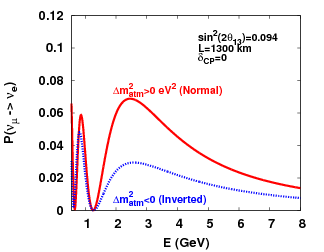 0.12
0.1
0.08
0.06
0.04
0.02
0
P(νμ -> νe)
sin²(2θ13)=0.094
L=1300 km
δCP=0
Δm²atm>0 eV² (Normal)
Δm²atm<0 (Inverted)
1 2 3 4 5 6 7 8
E (GeV)